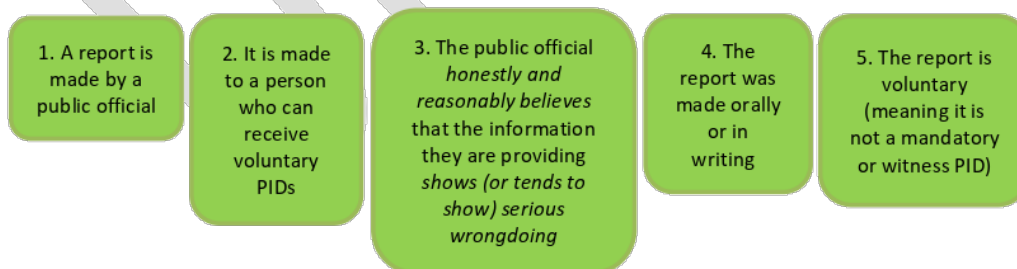 1. A report is
made by a
public official
2. It is made
to a person
who can
receive
voluntary
PIDs
3. The public official
honestly and
reasonably believes
that the information
they are providing
shows (or tends to
show) serious
wrongdoing
4. The
report was
made orally
or in
writing
5. The report is
voluntary
(meaning it is
not a mandatory
or witness PID)